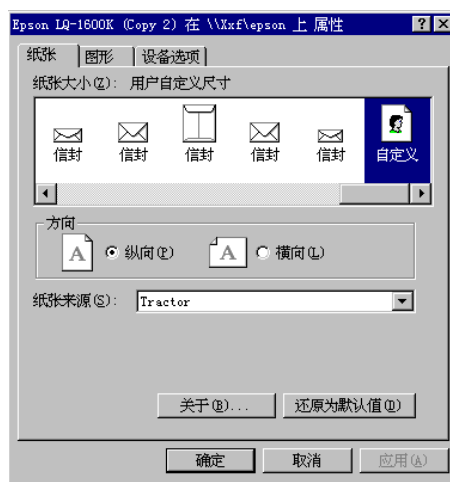 Epson LQ-1600K (Copy 2) 在 \\Xxf\epson 上 属性
纸张 图形 设备选项
纸张大小(Z): 用户自定义尺寸
信封 信封 信封 信封 信封 自定义
方向
A 纵向(P) A 横向(L)
纸张来源(S): Tractor
关于(B)... 还原为默认值(D)
确定 取消 应用(A)